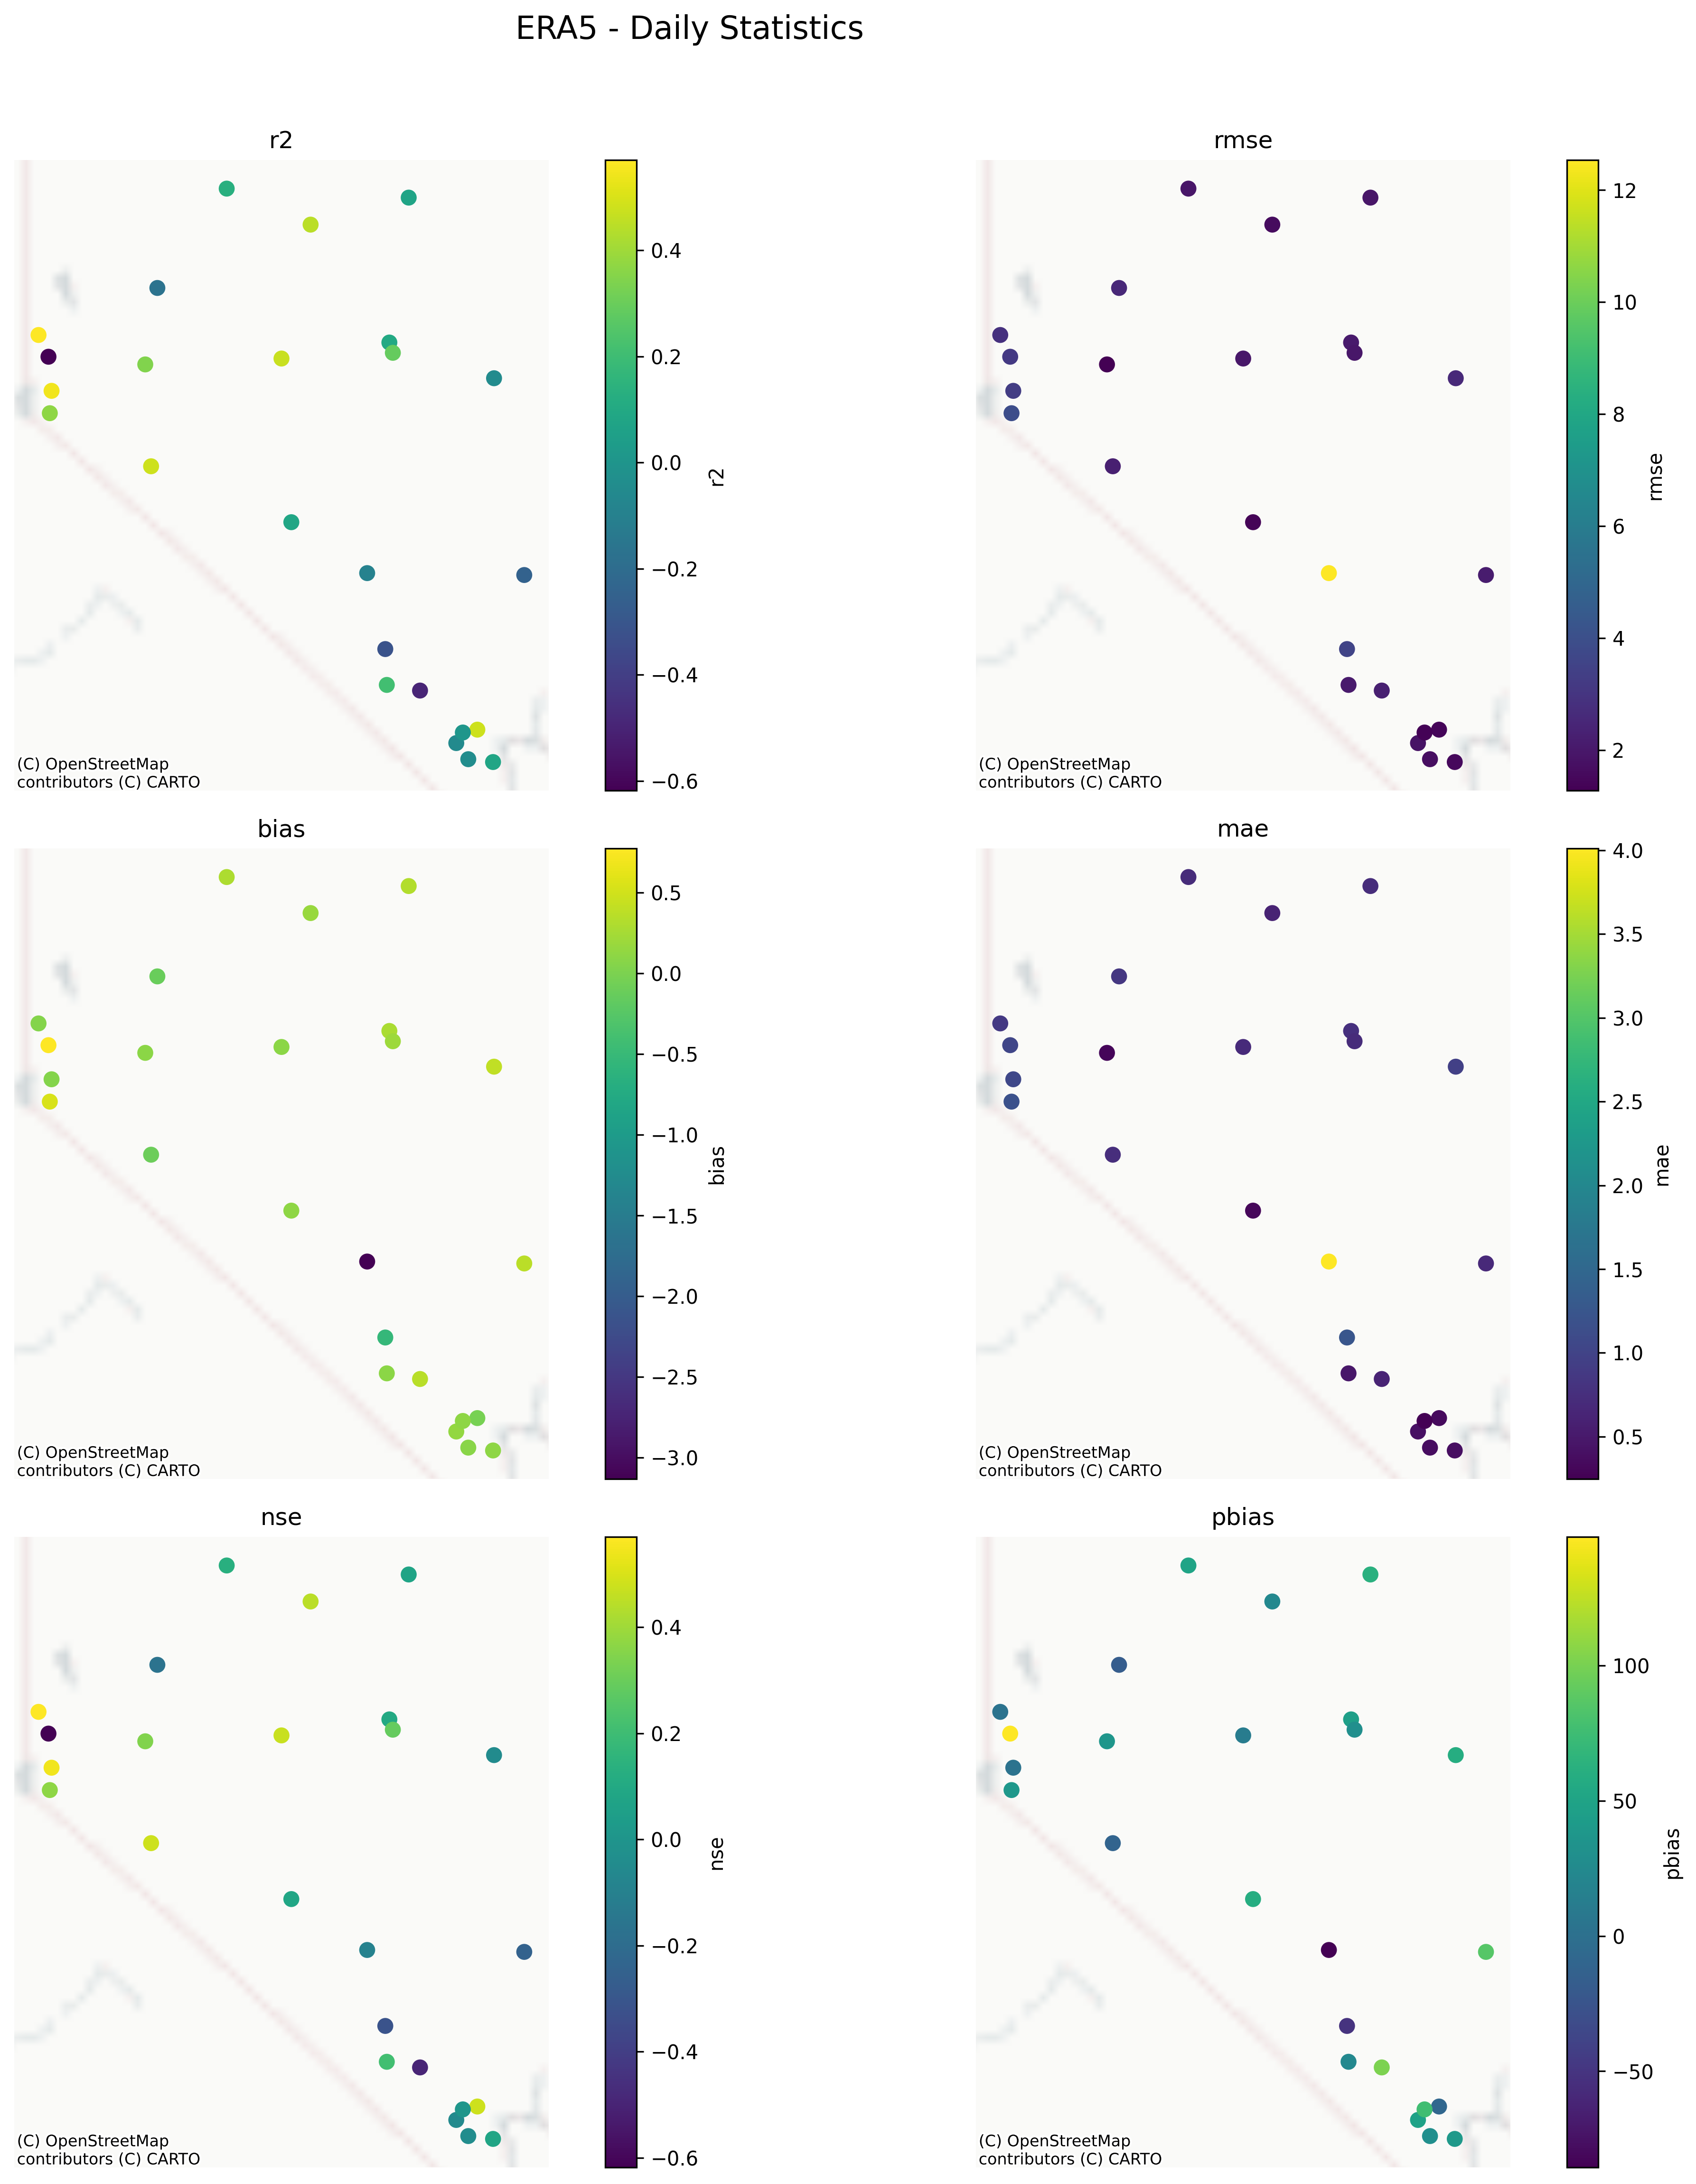 ERA5 - Daily Statistics
r2
0.4
0.2
0.0
−0.2
−0.4
−0.6
r2
(C) OpenStreetMap
contributors (C) CARTO
rmse
12
10
8
6
4
2
rmse
(C) OpenStreetMap
contributors (C) CARTO
bias
0.5
0.0
−0.5
−1.0
−1.5
−2.0
−2.5
−3.0
bias
(C) OpenStreetMap
contributors (C) CARTO
mae
4.0
3.5
3.0
2.5
2.0
1.5
1.0
0.5
mae
(C) OpenStreetMap
contributors (C) CARTO
nse
0.4
0.2
0.0
−0.2
−0.4
−0.6
nse
(C) OpenStreetMap
contributors (C) CARTO
pbias
100
50
0
−50
pbias
(C) OpenStreetMap
contributors (C) CARTO